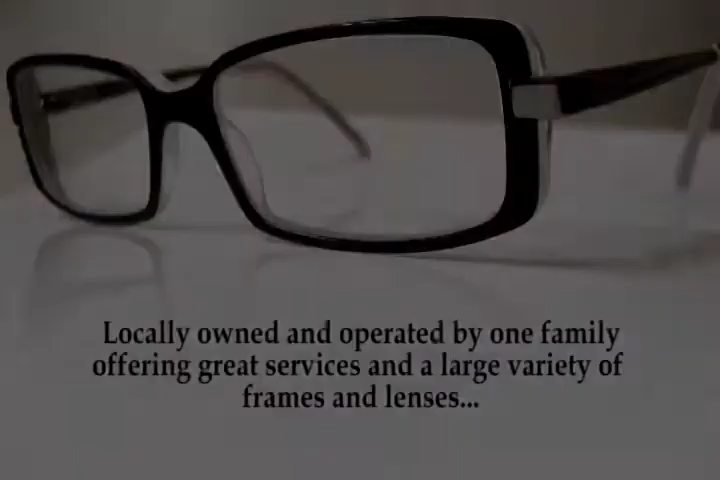 Locally owned and operated by one family
offering great services and a large variety of
frames and lenses...